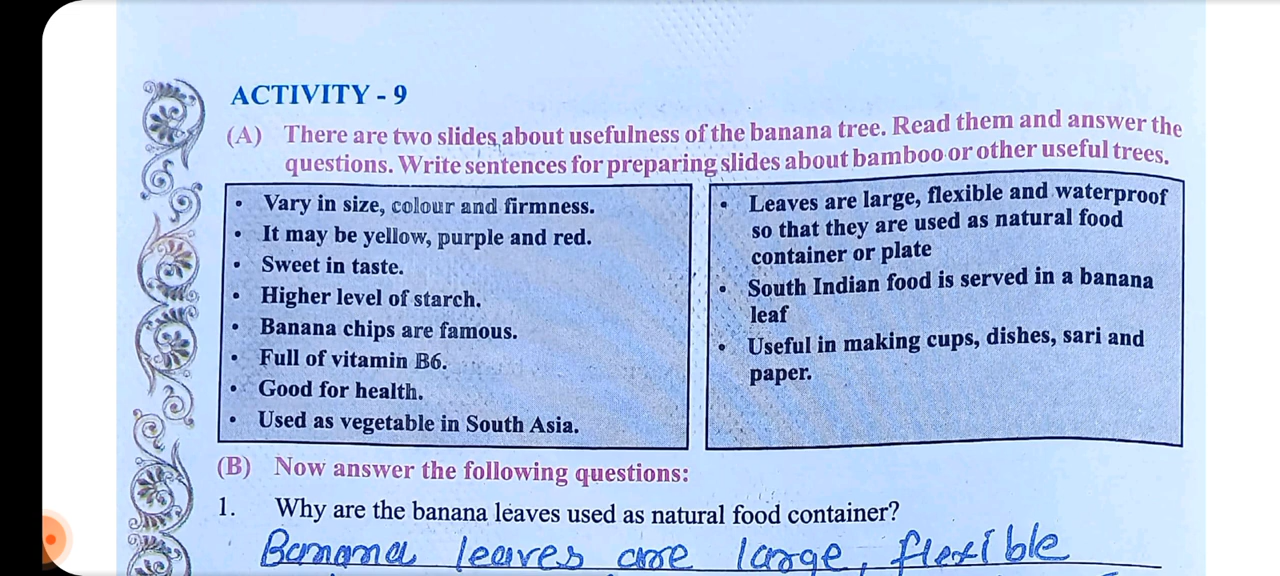 ACTIVITY - 9
(A) There are two slides about usefulness of the banana tree. Read them and answer the
questions. Write sentences for preparing slides about bamboo or other useful trees.
• Vary in size, colour and firmness.
• It may be yellow, purple and red.
• Sweet in taste.
• Higher level of starch.
• Banana chips are famous.
• Full of vitamin B6.
• Good for health.
• Used as vegetable in South Asia.
• Leaves are large, flexible and waterproof
so that they are used as natural food
container or plate
• South Indian food is served in a banana
leaf
• Useful in making cups, dishes, sari and
paper.
(B) Now answer the following questions:
1. Why are the banana leaves used as natural food container?
Banana leaves are large, flexible